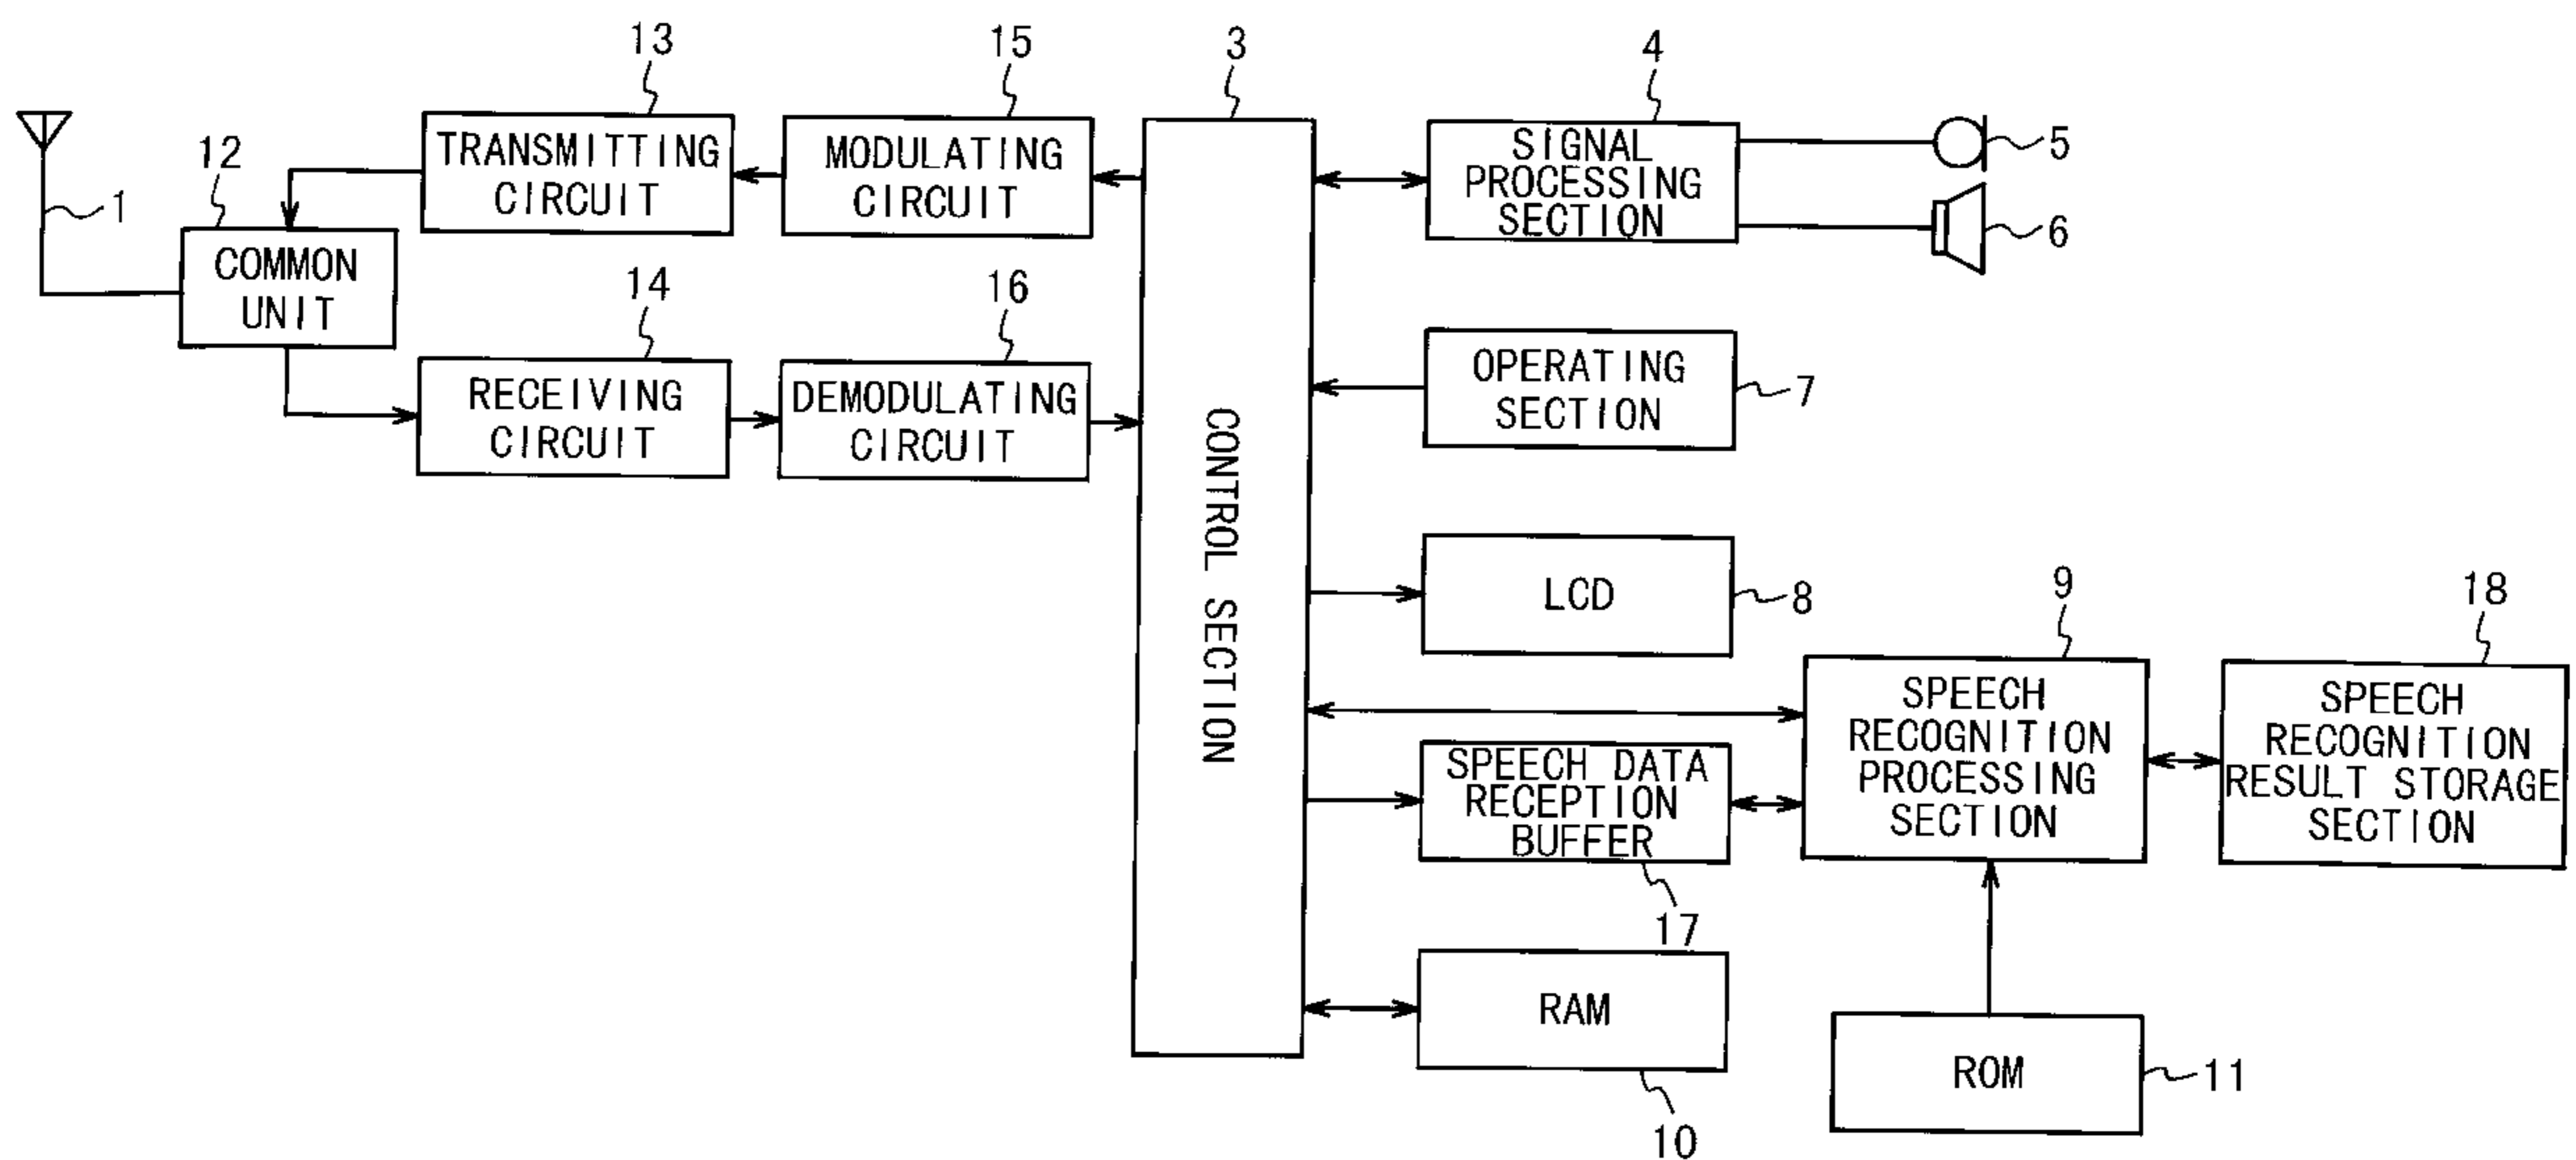 13
TRANSMITTING
CIRCUIT
15
MODULATING
CIRCUIT
3
CONTROL SECTION
4
SIGNAL
PROCESSING
SECTION
5
6
1
12
COMMON
UNIT
14
RECEIVING
CIRCUIT
16
DEMODULATING
CIRCUIT
OPERATING
SECTION
7
LCD
8
9
SPEECH
RECOGNITION
PROCESSING
SECTION
18
SPEECH
RECOGNITION
RESULT STORAGE
SECTION
SPEECH DATA
RECEPTION
BUFFER
17
RAM
10
ROM
11